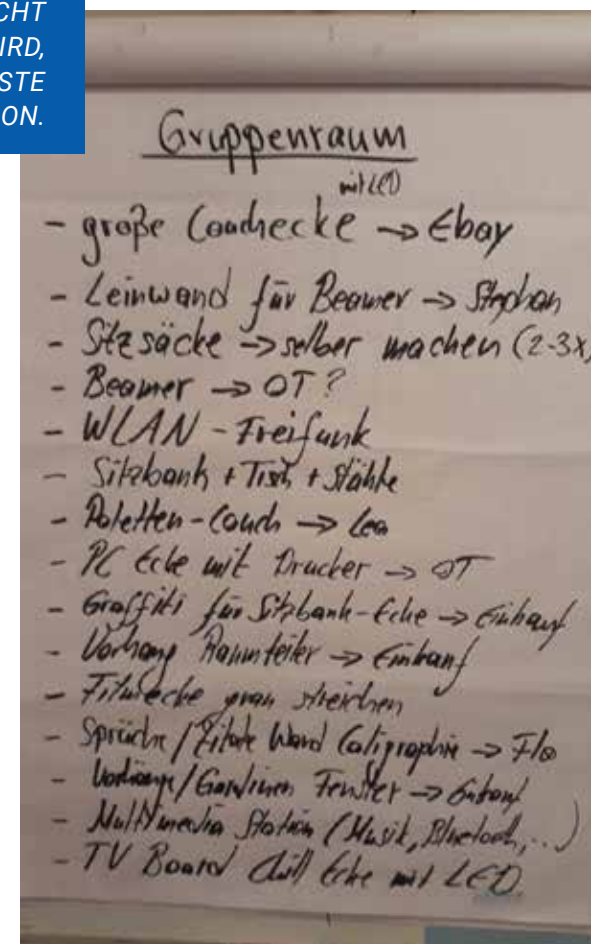 CHT
IRD,
STE
ON.
Gruppenraum
mit LED
- große Couchecke → Ebay
- Leinwand für Beamer → Stephan
- Sitzsäcke → selber machen (2-3x)
- Beamer → OT?
- WLAN - Freifunk
- Sitzbank + Tisch + Stühle
- Paletten-Couch → Lea
- PC Ecke mit Drucker → OT
- Graffiti für Sitzbank-Ecke → Einkauf
- Vorhang Raumteiler → Einkauf
- streichen
- Sprüche/Zitate Wand Caligraphie → Flo
- Vorhänge/Gardinen Fenster → Einkauf
- Multimedia Station (Musik, Bluetooth,...)
- TV Board Chill Ecke mit LED